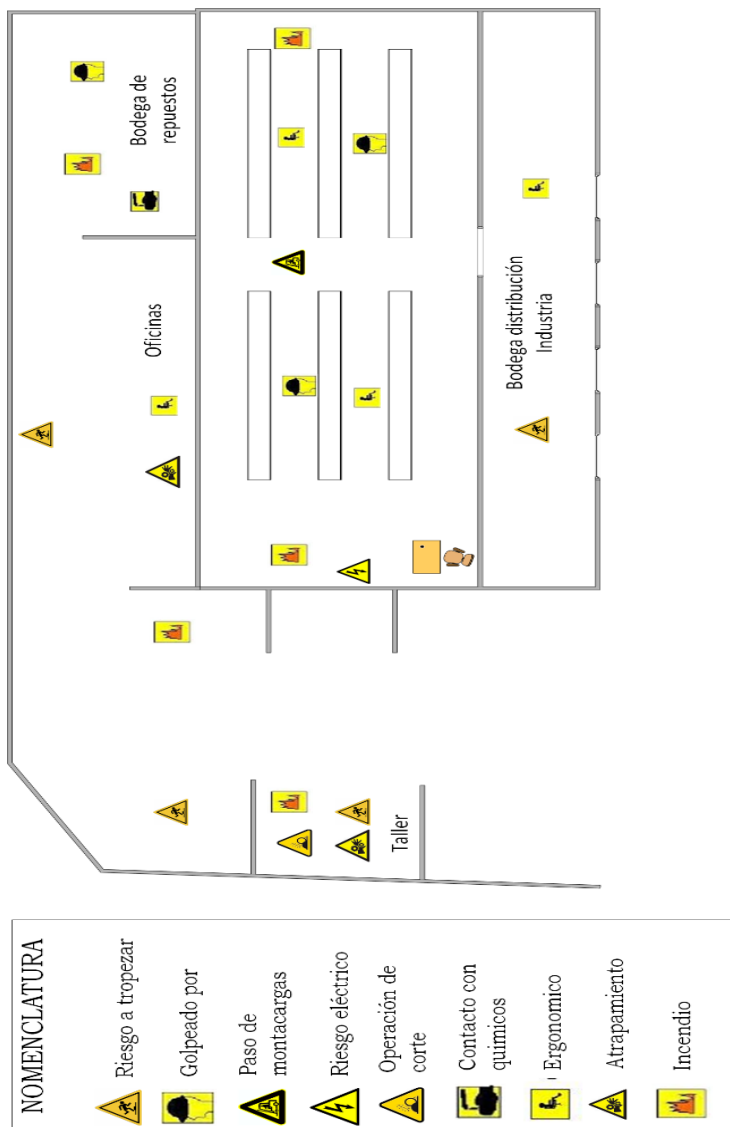 Bodega de
repuestos
Oficinas
Bodega distribución
Industria
Taller
NOMENCLATURA
Riesgo a tropezar
Golpeado por
Paso de
montacargas
Riesgo eléctrico
Operación de
corte
Contacto con
quimicos
Ergonomico
Atrapamiento
Incendio